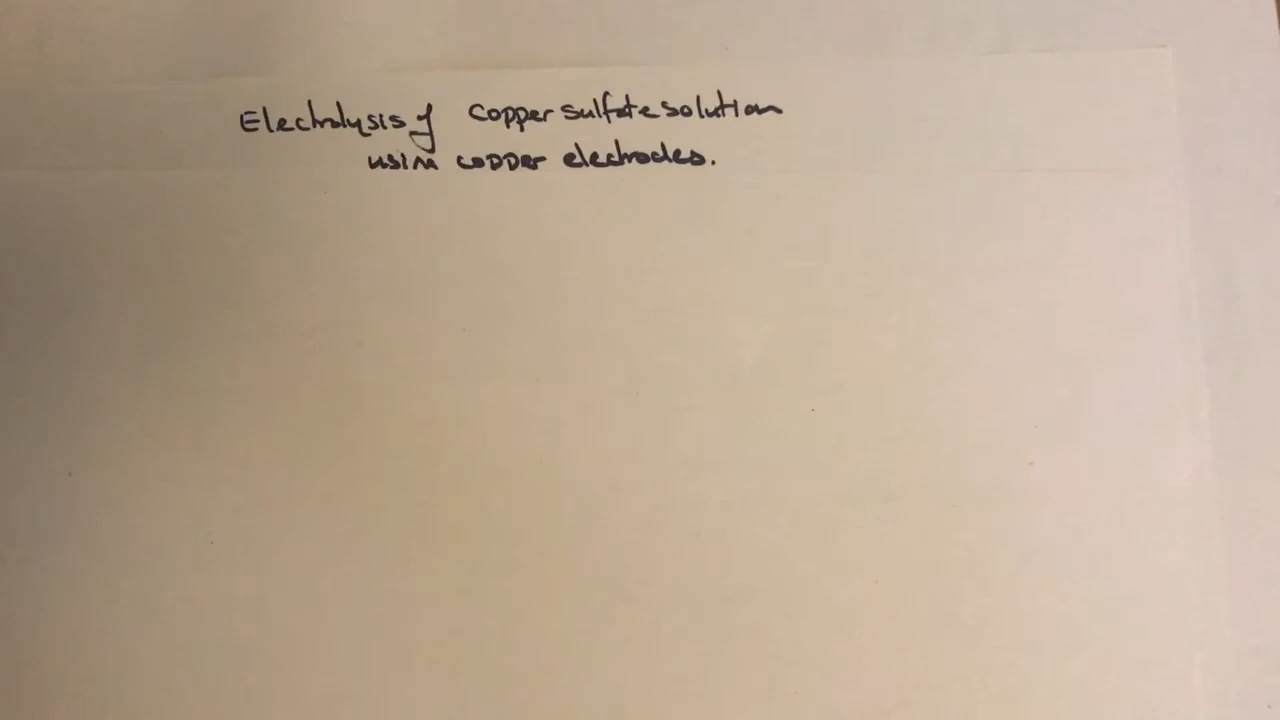 Electrolysis of copper sulfate solution
using copper electrodes.